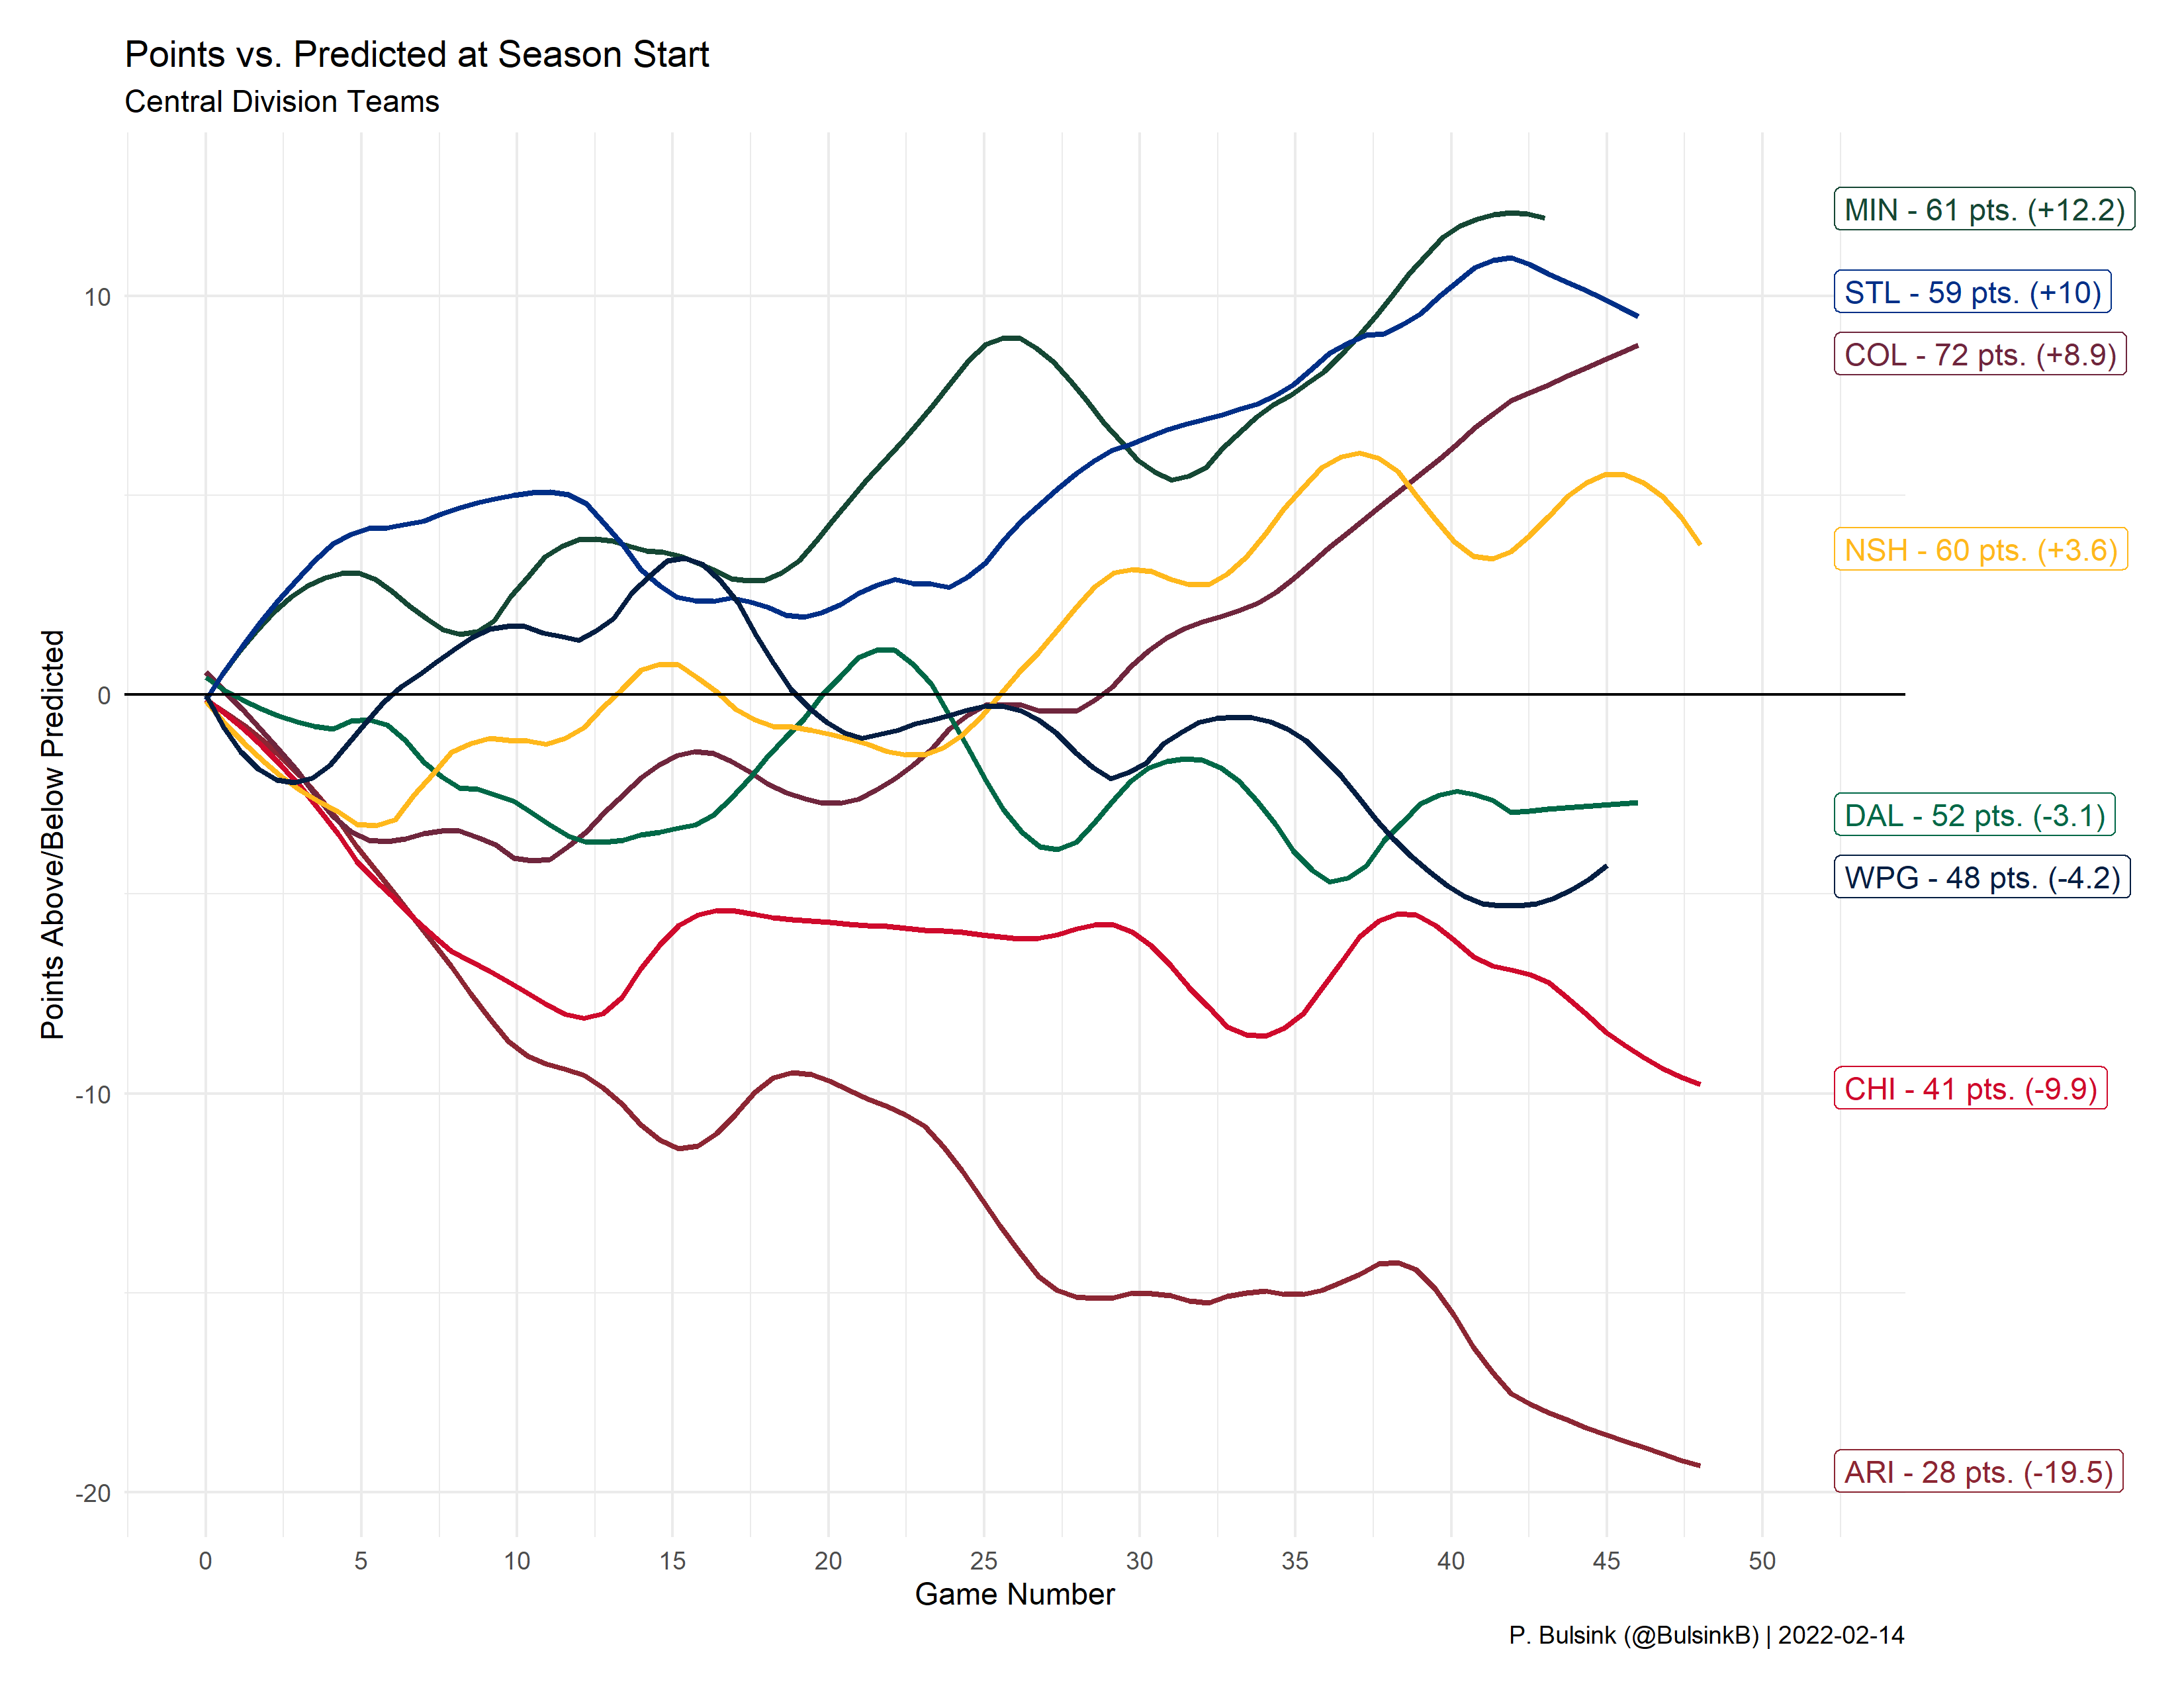 Points vs. Predicted at Season Start
Central Division Teams
MIN - 61 pts. (+12.2)
STL - 59 pts. (+10)
COL - 72 pts. (+8.9)
NSH - 60 pts. (+3.6)
DAL - 52 pts. (-3.1)
WPG - 48 pts. (-4.2)
CHI - 41 pts. (-9.9)
ARI - 28 pts. (-19.5)
Points Above/Below Predicted
10
0
-10
-20
0 5 10 15 20 25 30 35 40 45 50
Game Number
P. Bulsink (@BulsinkB) | 2022-02-14